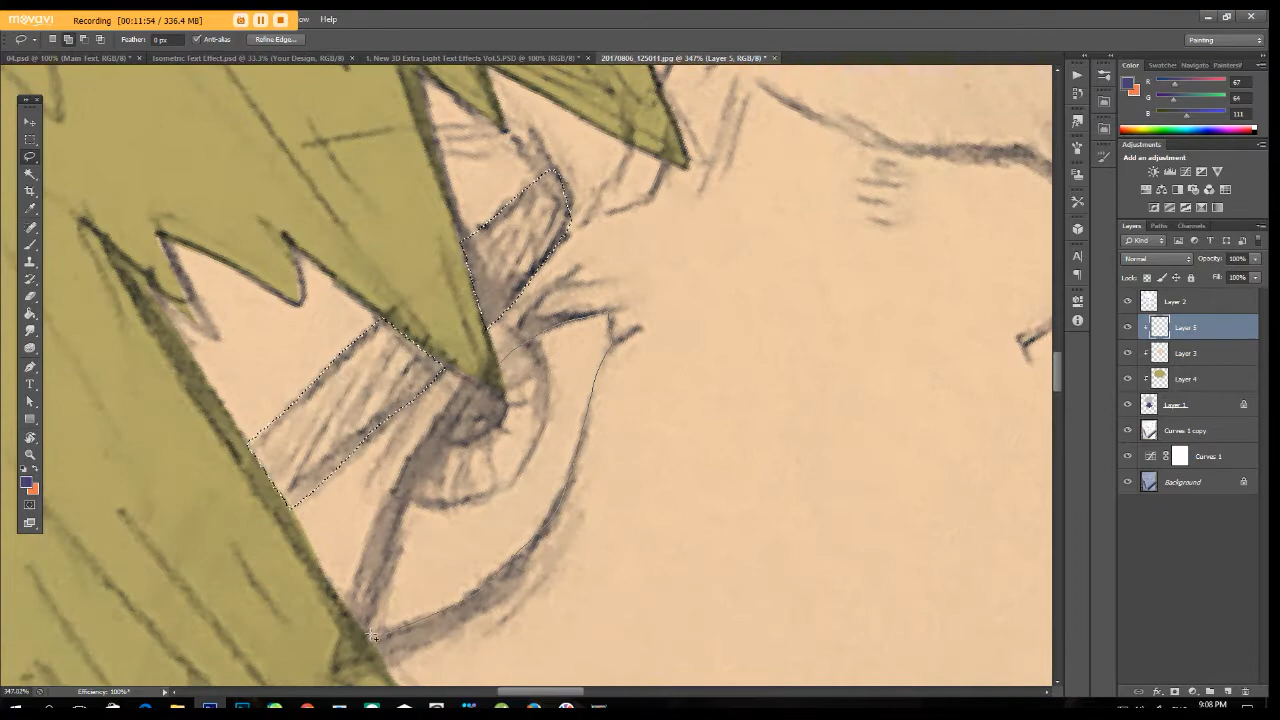 movavi Recording [00:11:54 / 336.4 MB] ow Help
Feather: 0 px Anti-alias Refine Edge... Painting
04.psd @ 100% (Main Text, RGB/8) * × Isometric Text Effect.psd @ 33.3% (Your Design, RGB/8) × 1. New 3D Extra Light Text Effects Vol.5.PSD @ 100% (RGB/8) * × 20170806_125011.jpg @ 347% (Layer 5, RGB/8) * ×
Color Swatches Navigato Painters!
R 67
G 64
B 111
Adjustments
Add an adjustment
Layers Paths Channels
Kind
Normal Opacity: 100%
Locks: Fill: 100%
Layer 2
Layer 5
Layer 3
Layer 4
Layer 1
Curves 1 copy
Curves 1
Background
347.02% Efficiency: 100%*
9:08 PM